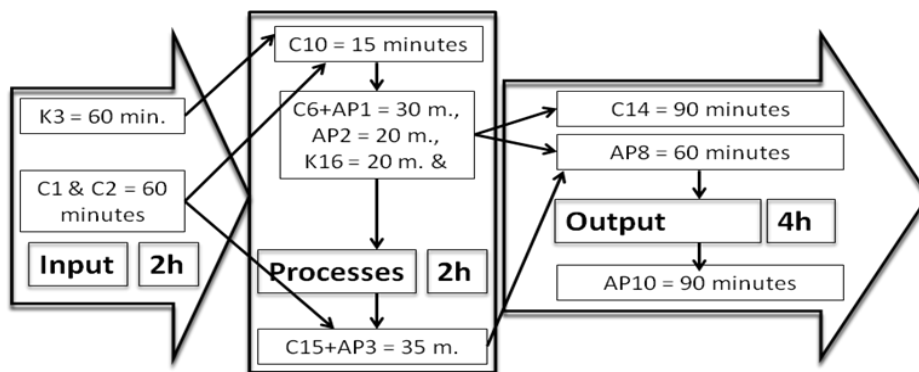 K3 = 60 min.
C1 & C2 = 60
minutes
Input 2h
C10 = 15 minutes
C6+AP1 = 30 m.,
AP2 = 20 m.,
K16 = 20 m. &
Processes 2h
C15+AP3 = 35 m.
C14 = 90 minutes
AP8 = 60 minutes
Output 4h
AP10 = 90 minutes